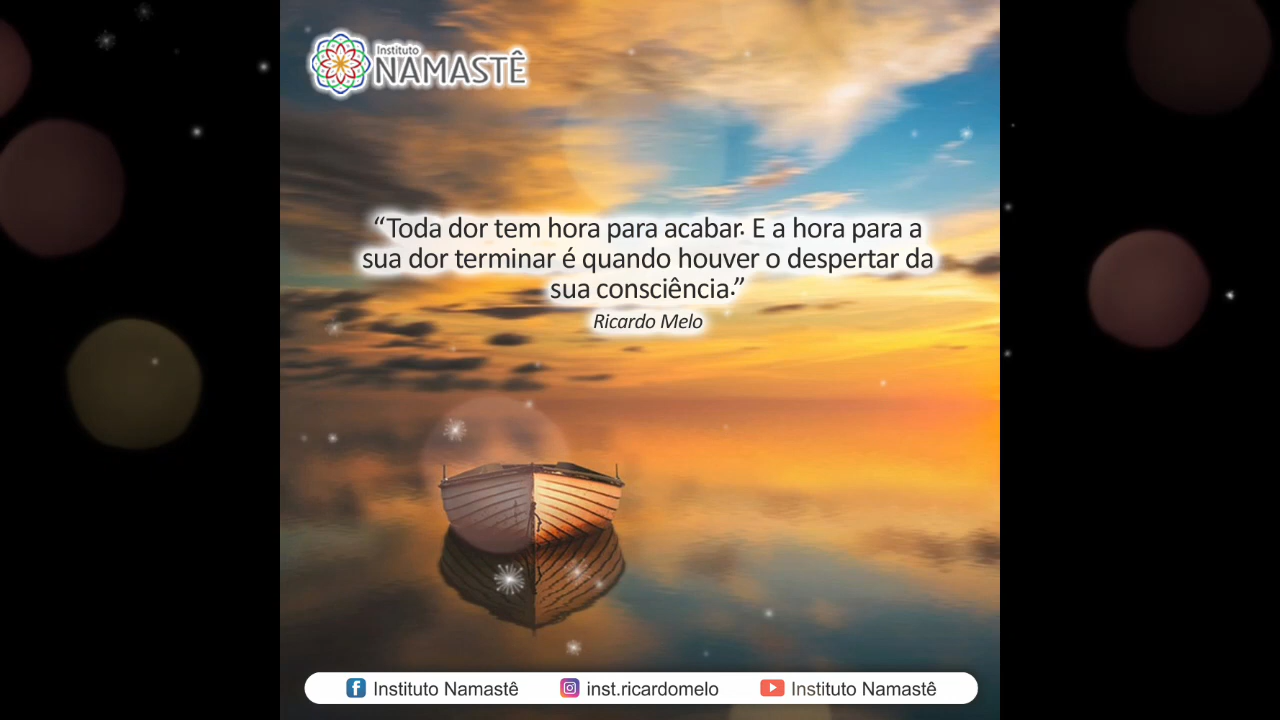 Instituto
NAMASTÊ
“Toda dor tem hora para acabar. E a hora para a
sua dor terminar é quando houver o despertar da
sua consciência.”
Ricardo Melo
Instituto Namastê inst.ricardomelo Instituto Namastê